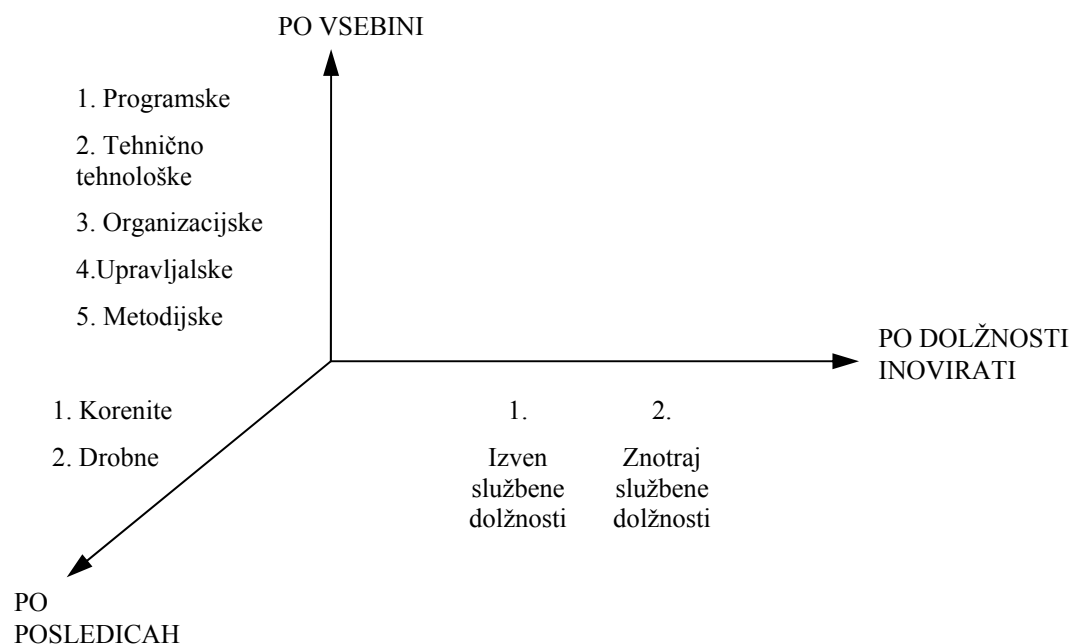 PO VSEBINI
1. Programske
2. Tehnično
tehnološke
3. Organizacijske
4.Upravljalske
5. Metodijske
PO DOLŽNOSTI
INOVIRATI
1. Korenite
2. Drobne
1.
Izven
službene
dolžnosti
2.
Znotraj
službene
dolžnosti
PO
POSLEDICAH